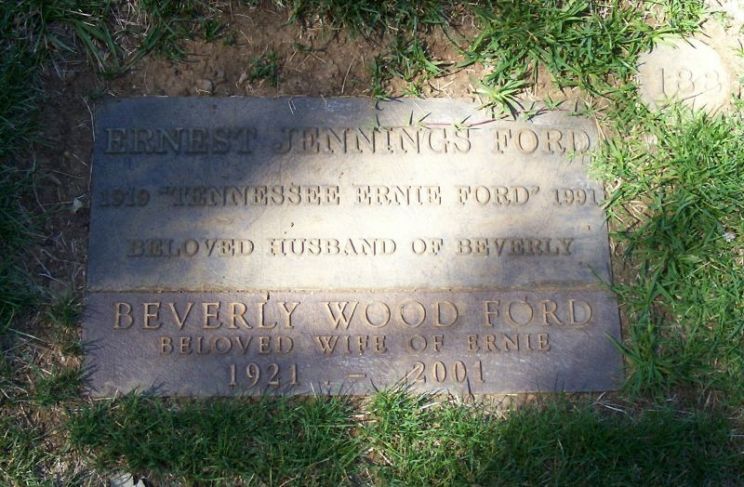 ERNEST JENNINGS FORD
1919 "TENNESSEE ERNIE FORD" 1991
BELOVED HUSBAND OF BEVERLY
BEVERLY WOOD FORD
BELOVED WIFE OF ERNIE
1921 - 2001